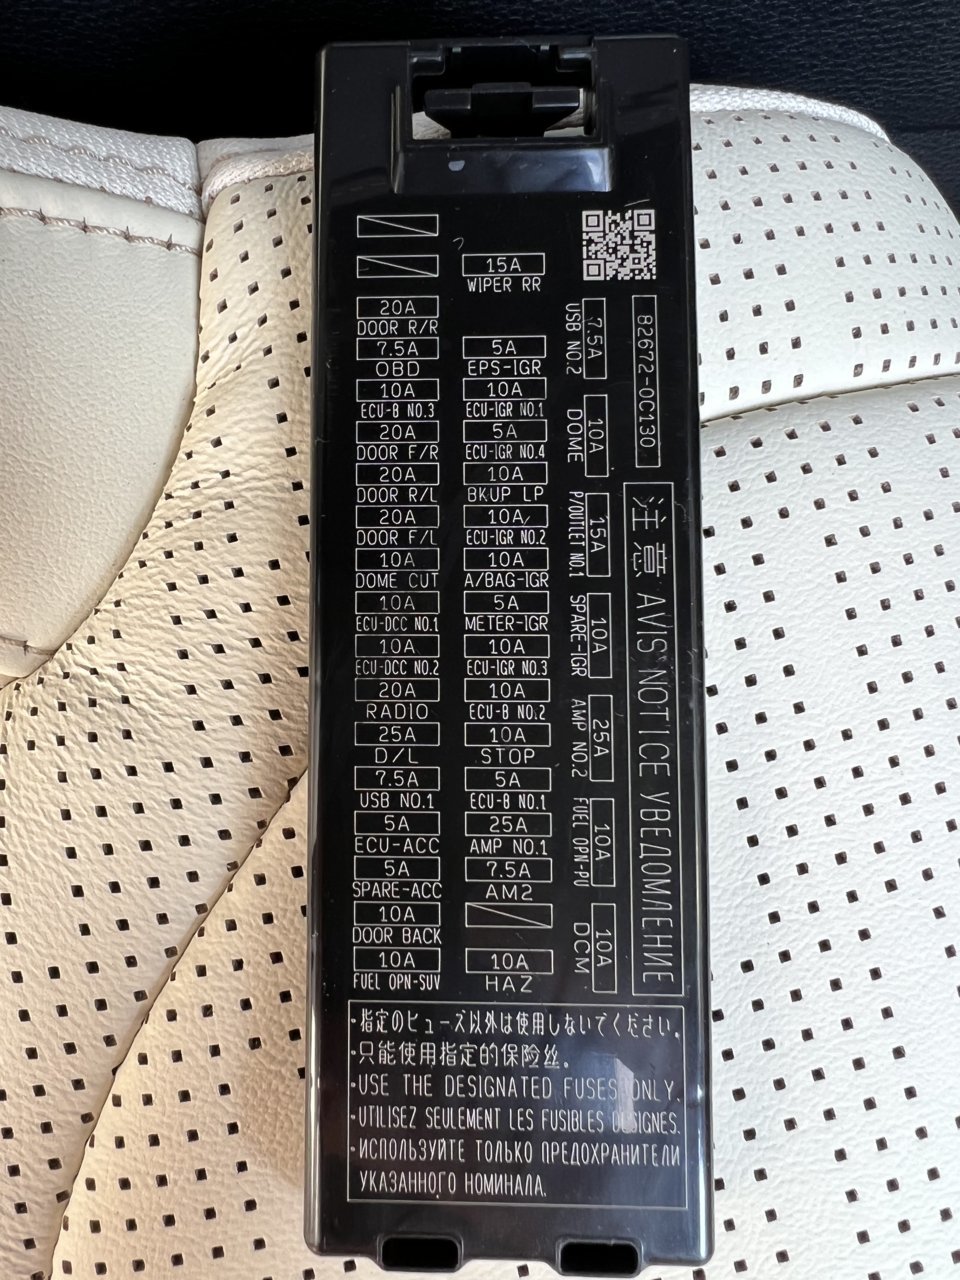 20A
DOOR R/R
7.5A
OBD
10A
ECU-B NO.3
20A
DOOR F/R
20A
DOOR R/L
20A
DOOR F/L
10A
DOME CUT
10A
ECU-DCC NO.1
10A
ECU-DCC NO.2
20A
RADIO
25A
D/L
7.5A
USB NO.1
5A
ECU-ACC
5A
SPARE-ACC
10A
DOOR BACK
10A
FUEL OPN-SUV
15A
WIPER RR
5A
EPS-IGR
10A
ECU-IGR NO.1
5A
ECU-IGR NO.4
10A
BKUP LP
10A
ECU-IGR NO.2
10A
A/BAG-IGR
5A
METER-IGR
10A
ECU-IGR NO.3
10A
ECU-B NO.2
10A
STOP
5A
ECU-B NO.1
25A
AMP NO.1
7.5A
AM2
10A
HAZ
7.5A
USB NO.2
10A
DOME
15A
P/OUTLET NO.1
10A
SPARE-IGR
25A
AMP NO.2
10A
FUEL OPN-PU
10A
DCM
82672-0C130
注意 AVIS NOTICE УВЕДОМЛЕНИЕ
・指定のヒューズ以外は使用しないでください。
・只能使用指定的保险丝。
・USE THE DESIGNATED FUSES ONLY.
・UTILISEZ SEULEMENT LES FUSIBLES DESIGNES.
・ИСПОЛЬЗУЙТЕ ТОЛЬКО ПРЕДОХРАНИТЕЛИ
УКАЗАННОГО НОМИНАЛА.